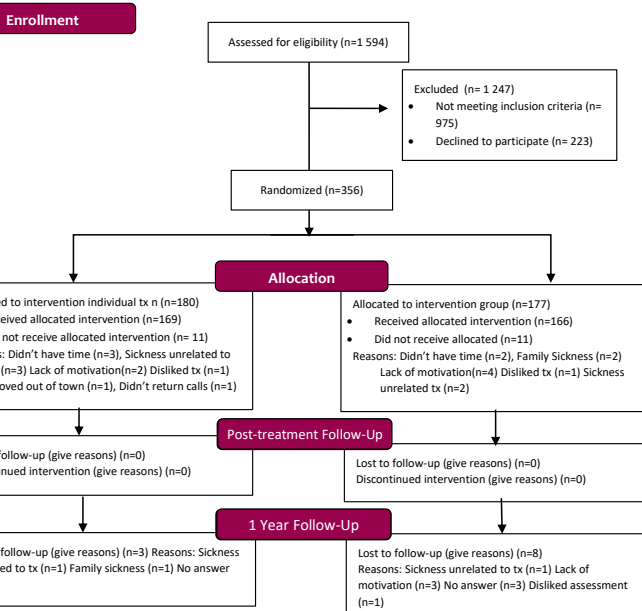 Enrollment
Assessed for eligibility (n=1 594)
Excluded (n= 1 247)
• Not meeting inclusion criteria (n=
975)
• Declined to participate (n= 223)
Randomized (n=356)
Allocation
to intervention individual tx n (n=180)
allocated intervention (n=169)
not receive allocated intervention (n= 11)
Didn't have time (n=3), Sickness unrelated to
(n=3) Lack of motivation(n=2) Disliked tx (n=1)
out of town (n=1), Didn't return calls (n=1)
Allocated to intervention group (n=177)
• Received allocated intervention (n=166)
• Did not receive allocated (n=11)
Reasons: Didn't have time (n=2), Family Sickness (n=2)
Lack of motivation(n=4) Disliked tx (n=1) Sickness
unrelated tx (n=2)
Post-treatment Follow-Up
follow-up (give reasons) (n=0)
intervention (give reasons) (n=0)
Lost to follow-up (give reasons) (n=0)
Discontinued intervention (give reasons) (n=0)
1 Year Follow-Up
follow-up (give reasons) (n=3) Reasons: Sickness
to tx (n=1) Family sickness (n=1) No answer
Lost to follow-up (give reasons) (n=8)
Reasons: Sickness unrelated to tx (n=1) Lack of
motivation (n=3) No answer (n=3) Disliked assessment
(n=1)